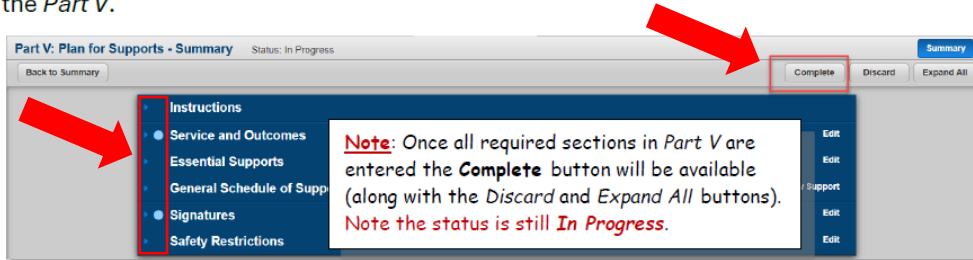 the Part V.
Part V: Plan for Supports - Summary Status: In Progress Summary
Back to Summary Complete Discard Expand All
Instructions
Service and Outcomes Edit
Essential Supports Edit
General Schedule of Supp Support
Signatures Edit
Safety Restrictions Edit
Note: Once all required sections in Part V are
entered the Complete button will be available
(along with the Discard and Expand All buttons).
Note the status is still In Progress.